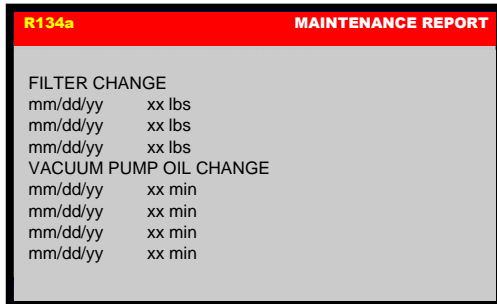 R134a MAINTENANCE REPORT
FILTER CHANGE
mm/dd/yy xx lbs
mm/dd/yy xx lbs
mm/dd/yy xx lbs
VACUUM PUMP OIL CHANGE
mm/dd/yy xx min
mm/dd/yy xx min
mm/dd/yy xx min
mm/dd/yy xx min